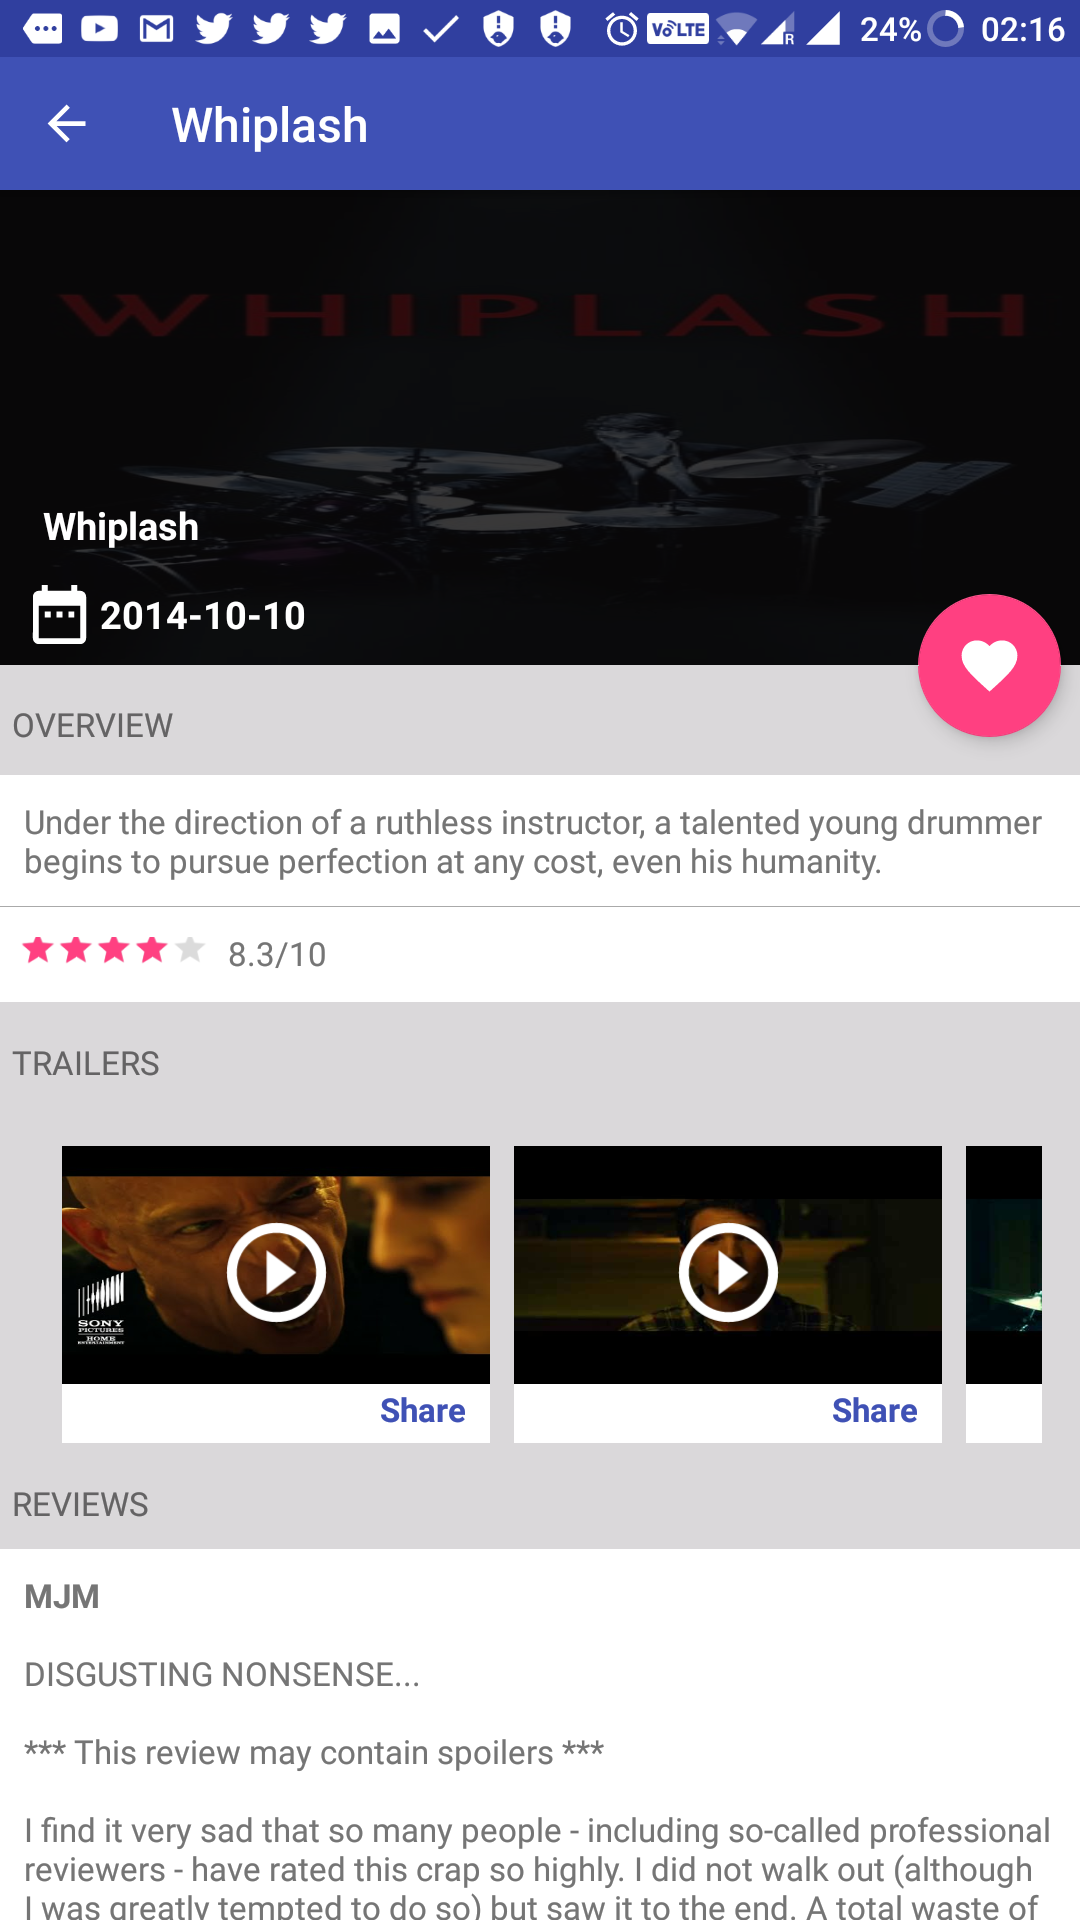 VoLTE R 24% 02:16
Whiplash
WHIPLASH
Whiplash
2014-10-10
OVERVIEW
Under the direction of a ruthless instructor, a talented young drummer
begins to pursue perfection at any cost, even his humanity.
8.3/10
TRAILERS
SONY
PICTURES
HOME
ENTERTAINMENT
Share
Share
REVIEWS
MJM
DISGUSTING NONSENSE...
*** This review may contain spoilers ***
I find it very sad that so many people - including so-called professional
reviewers - have rated this crap so highly. I did not walk out (although
I was greatly tempted to do so) but saw it to the end. A total waste of